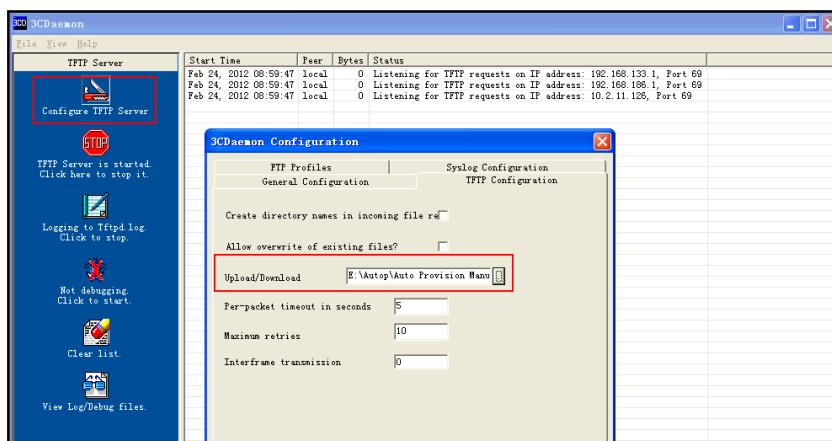 3CD 3CDaemon
File View Help
TFTP Server
Configure TFTP Server
STOP
TFTP Server is started.
Click here to stop it.
Logging to Tftpd.log.
Click to stop.
Not debugging.
Click to start.
Clear list.
View Log/Debug files.
Start Time Peer Bytes Status
Feb 24, 2012 08:59:47 local 0 Listening for TFTP requests on IP address: 192.168.133.1, Port 69
Feb 24, 2012 08:59:47 local 0 Listening for TFTP requests on IP address: 192.168.186.1, Port 69
Feb 24, 2012 08:59:47 local 0 Listening for TFTP requests on IP address: 10.2.11.126, Port 69
3CDaemon Configuration
FTP Profiles Syslog Configuration
General Configuration TFTP Configuration
Create directory names in incoming file re
Allow overwrite of existing files?
Upload/Download E:\Autop\Auto Provision Manu
Per-packet timeout in seconds 5
Maximum retries 10
Interframe transmission 0